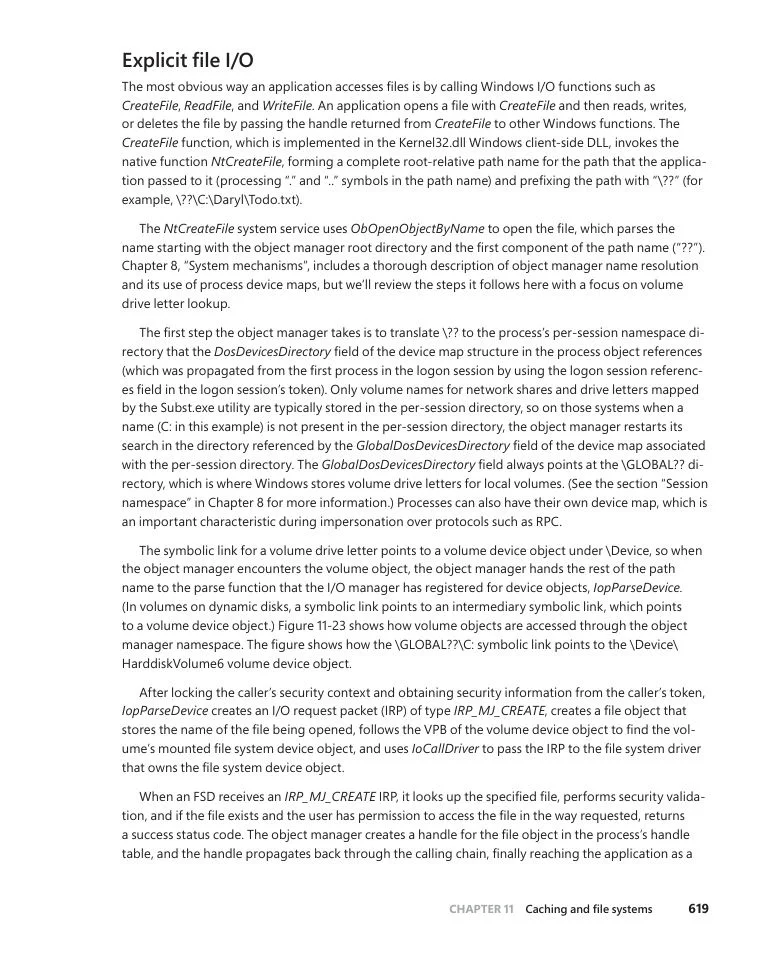 Explicit file I/O
The most obvious way an application accesses files is by calling Windows I/O functions such as
CreateFile, ReadFile, and WriteFile. An application opens a file with CreateFile and then reads, writes,
or deletes the file by passing the handle returned from CreateFile to other Windows functions. The
CreateFile function, which is implemented in the Kernel32.dll Windows client-side DLL, invokes the
native function NtCreateFile, forming a complete root-relative path name for the path that the applica-
tion passed to it (processing “.” and “..” symbols in the path name) and prefixing the path with “\??” (for
example, \??\C:\Daryl\Todo.txt).
The NtCreateFile system service uses ObOpenObjectByName to open the file, which parses the
name starting with the object manager root directory and the first component of the path name (“??”).
Chapter 8, “System mechanisms”, includes a thorough description of object manager name resolution
and its use of process device maps, but we’ll review the steps it follows here with a focus on volume
drive letter lookup.
The first step the object manager takes is to translate \?? to the process’s per-session namespace di-
rectory that the DosDevicesDirectory field of the device map structure in the process object references
(which was propagated from the first process in the logon session by using the logon session referenc-
es field in the logon session’s token). Only volume names for network shares and drive letters mapped
by the Subst.exe utility are typically stored in the per-session directory, so on those systems when a
name (C: in this example) is not present in the per-session directory, the object manager restarts its
search in the directory referenced by the GlobalDosDevicesDirectory field of the device map associated
with the per-session directory. The GlobalDosDevicesDirectory field always points at the \GLOBAL?? di-
rectory, which is where Windows stores volume drive letters for local volumes. (See the section “Session
namespace” in Chapter 8 for more information.) Processes can also have their own device map, which is
an important characteristic during impersonation over protocols such as RPC.
The symbolic link for a volume drive letter points to a volume device object under \Device, so when
the object manager encounters the volume object, the object manager hands the rest of the path
name to the parse function that the I/O manager has registered for device objects, IopParseDevice.
(In volumes on dynamic disks, a symbolic link points to an intermediary symbolic link, which points
to a volume device object.) Figure 11-23 shows how volume objects are accessed through the object
manager namespace. The figure shows how the \GLOBAL??\C: symbolic link points to the \Device\
HarddiskVolume6 volume device object.
After locking the caller’s security context and obtaining security information from the caller’s token,
IopParseDevice creates an I/O request packet (IRP) of type IRP_MJ_CREATE, creates a file object that
stores the name of the file being opened, follows the VPB of the volume device object to find the vol-
ume’s mounted file system device object, and uses IoCallDriver to pass the IRP to the file system driver
that owns the file system device object.
When an FSD receives an IRP_MJ_CREATE IRP, it looks up the specified file, performs security valida-
tion, and if the file exists and the user has permission to access the file in the way requested, returns
a success status code. The object manager creates a handle for the file object in the process’s handle
table, and the handle propagates back through the calling chain, finally reaching the application as a
CHAPTER 11 Caching and file systems 619